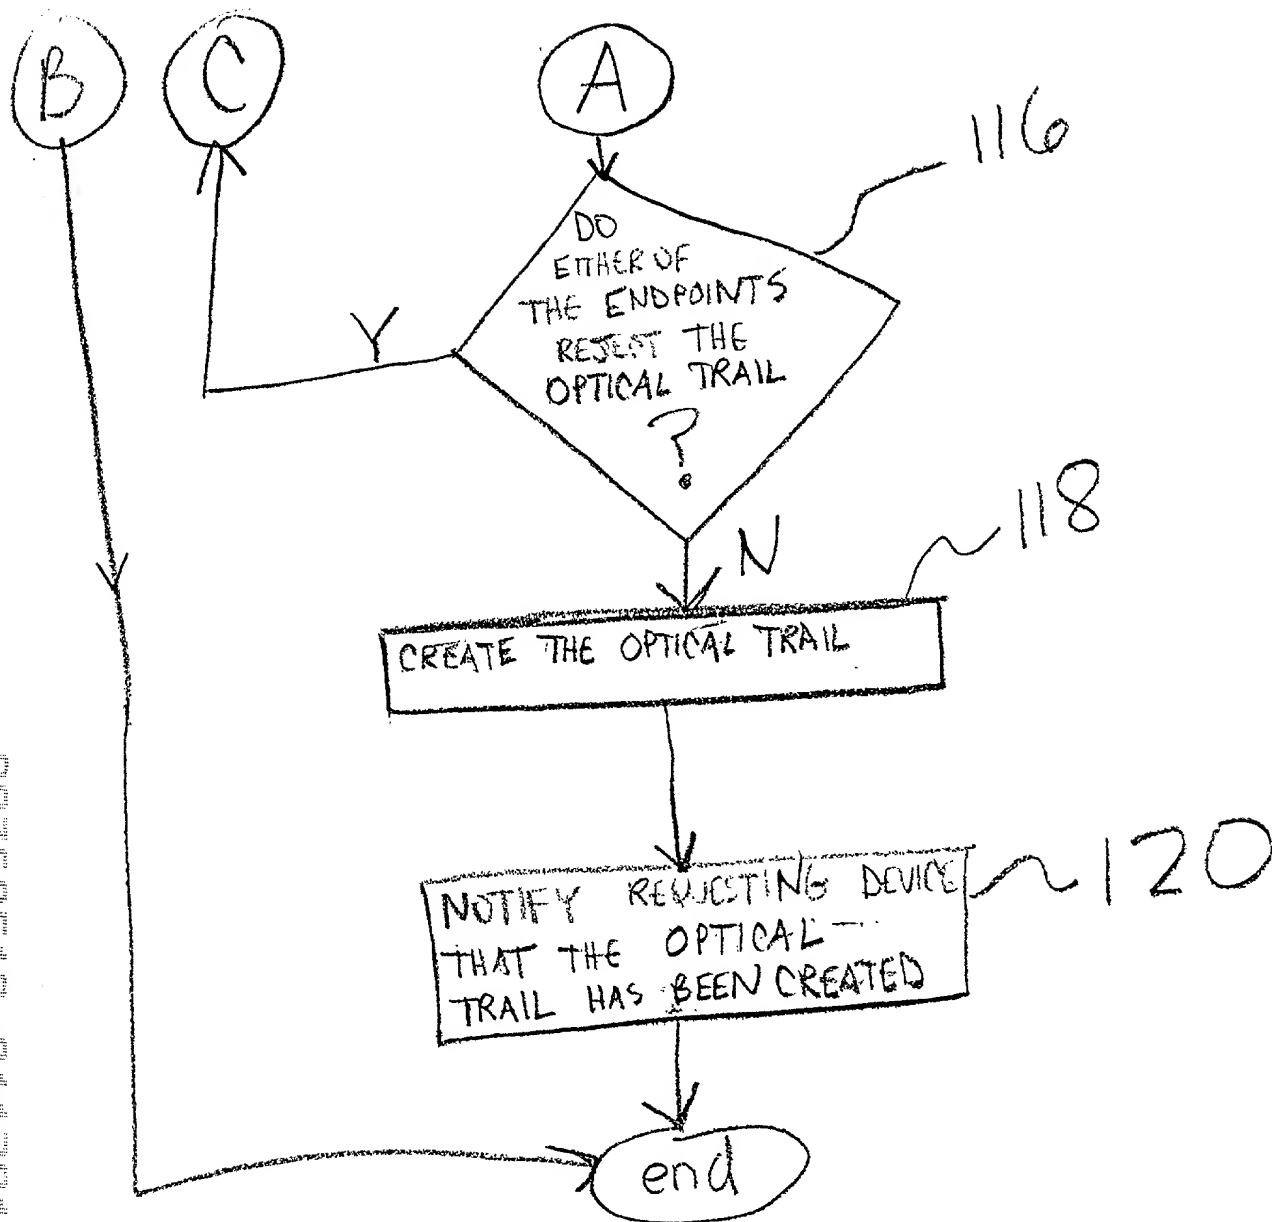 B
C
A
116
DO
EITHER OF
THE ENDPOINTS
REJECT THE
OPTICAL TRAIL
?
Y
N
118
CREATE THE OPTICAL TRAIL
120
NOTIFY REQUESTING DEVICE
THAT THE OPTICAL
TRAIL HAS BEEN CREATED
end